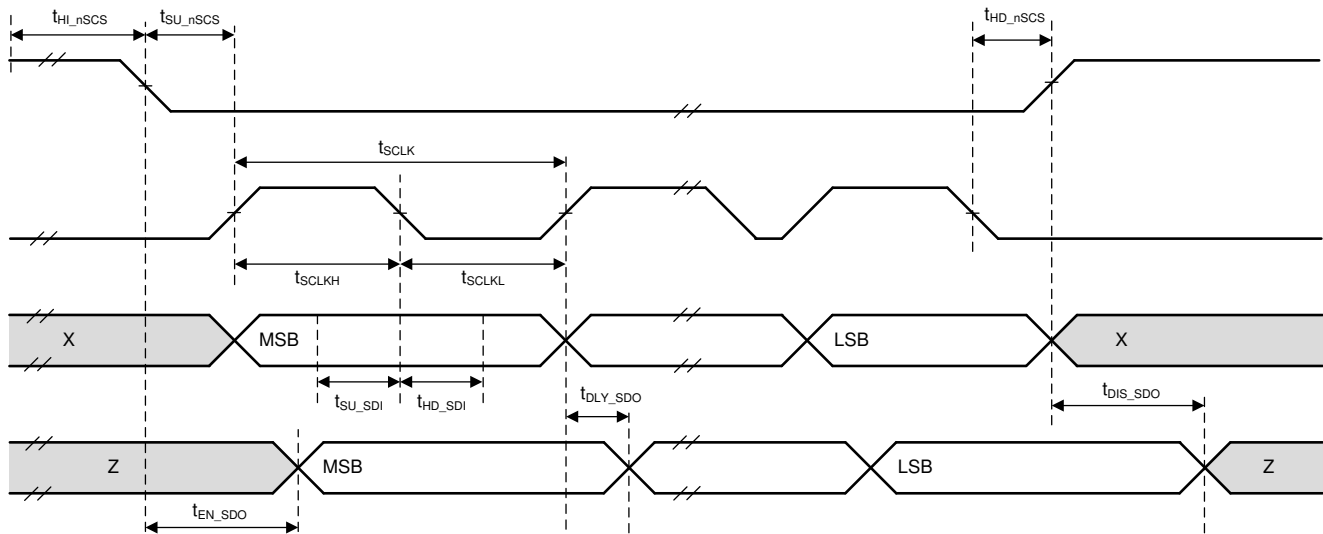 tHI_nSCS tSU_nSCS tHD_nSCS
tSCLK
tSCLKH tSCLKL
X MSB LSB X
tSU_SDI tHD_SDI tDLY_SDO tDIS_SDO
Z MSB LSB Z
tEN_SDO